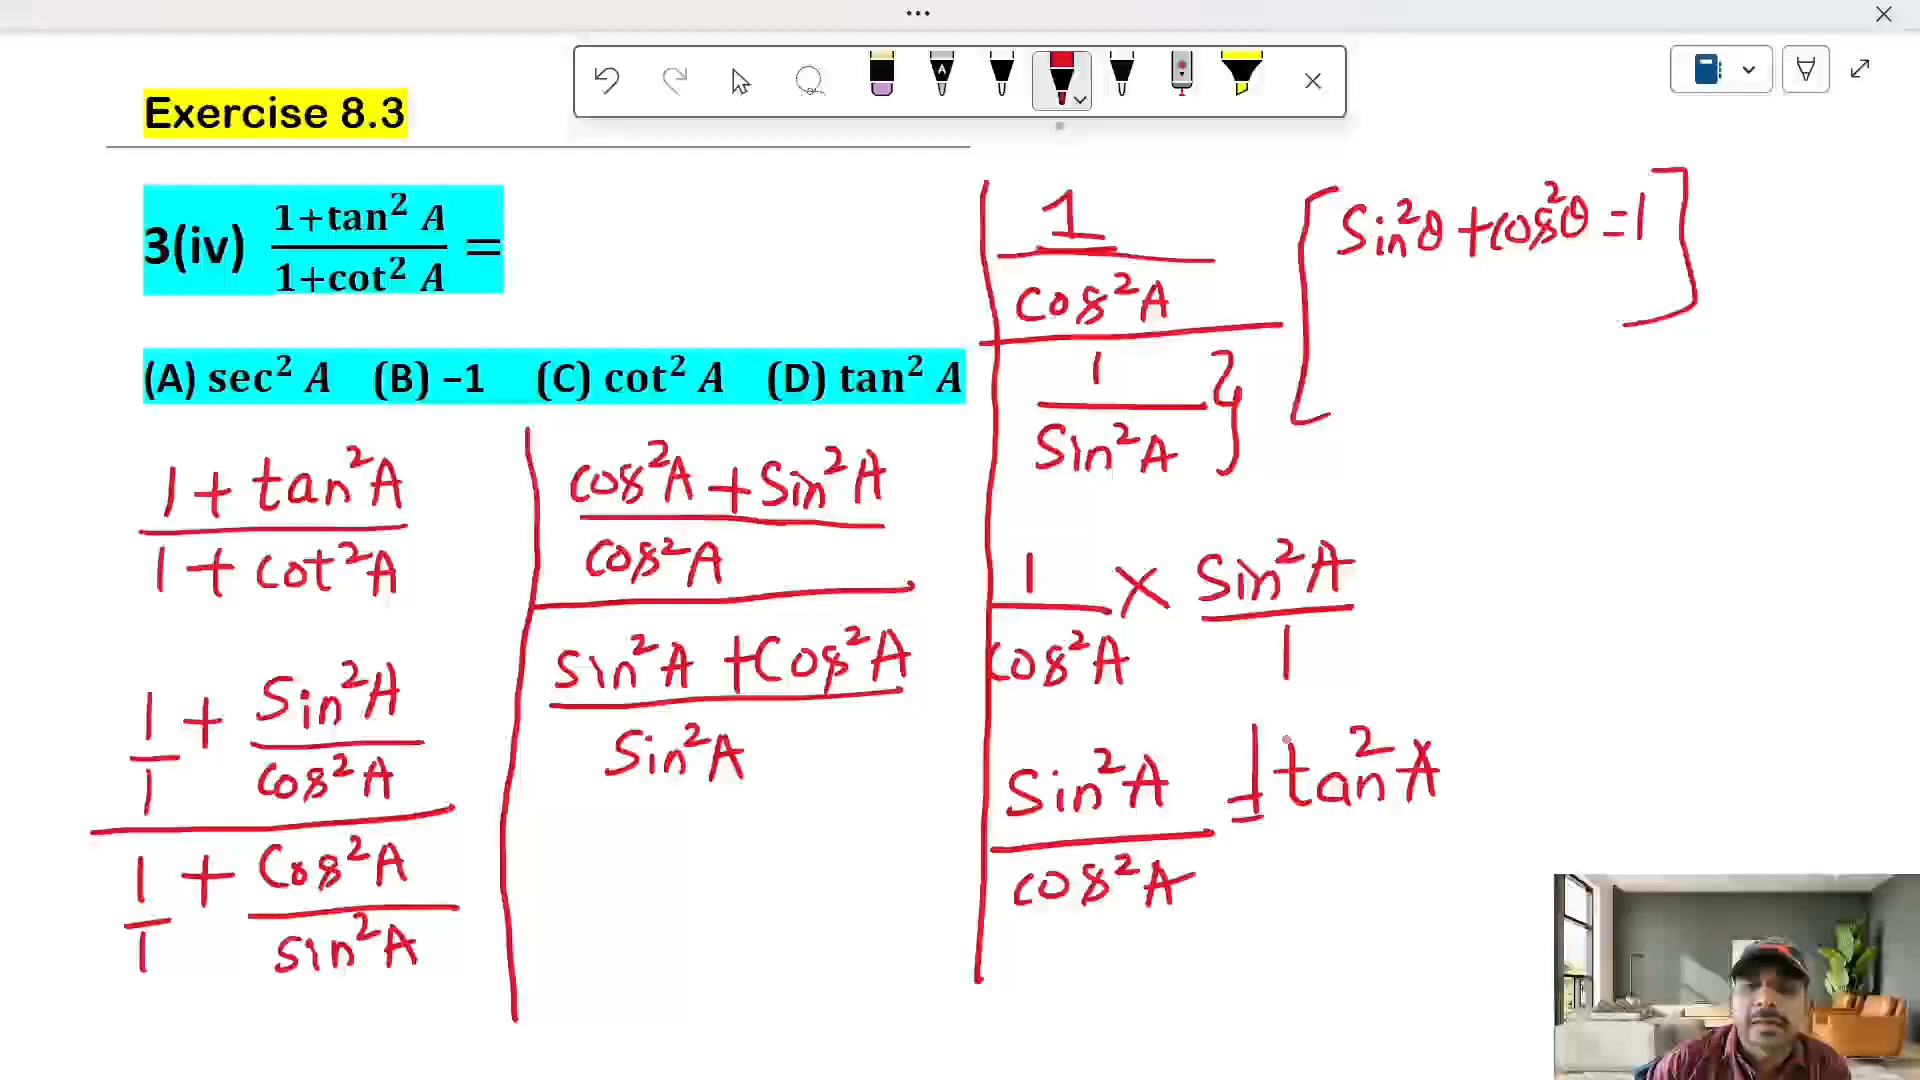 Exercise 8.3
3(iv) 1+tan² A / 1+cot² A =
(A) sec² A (B) –1 (C) cot² A (D) tan² A
1 + tan²A
1 + cot²A
1/1 + Sin²A/cos²A
1/1 + Cos²A/sin²A
cos²A + Sin²A
cos²A
sin²A + Cos²A
Sin²A
1
cos²A
1
Sin²A
[Sin²θ + cos²θ = 1]
1/cos²A × Sin²A/1
Sin²A/cos²A = tan²A